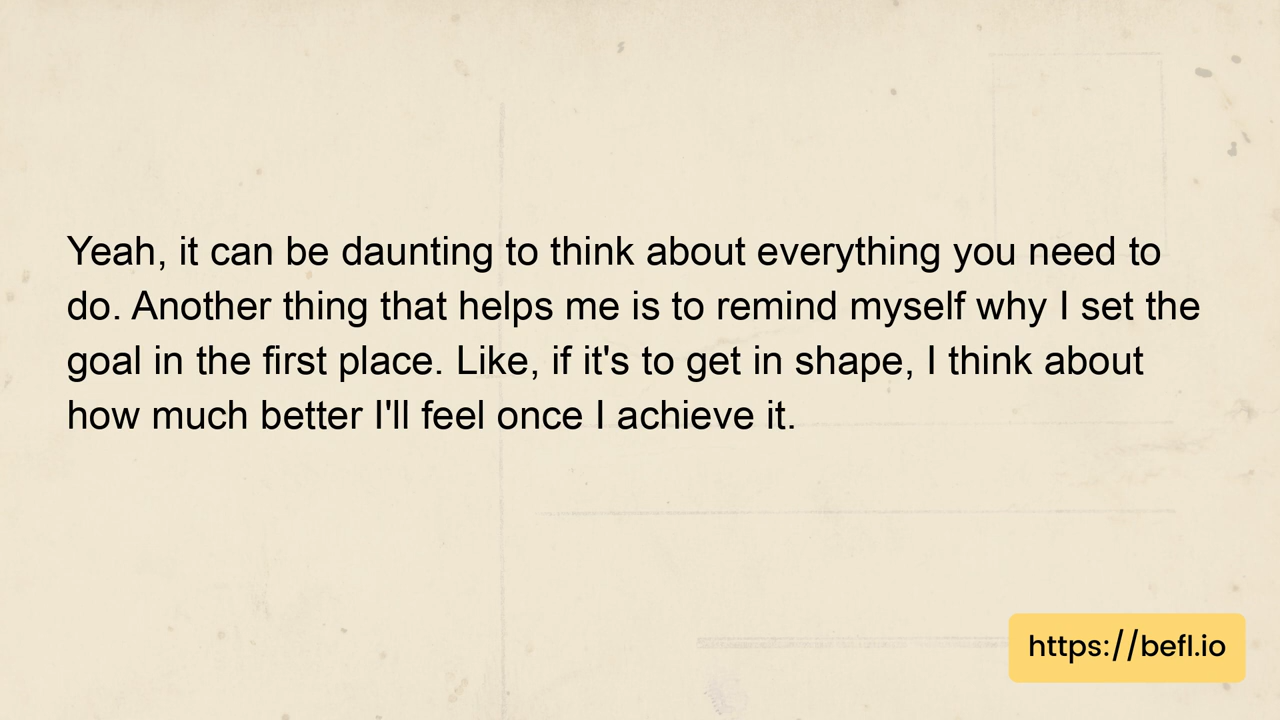 Yeah, it can be daunting to think about everything you need to
do. Another thing that helps me is to remind myself why I set the
goal in the first place. Like, if it's to get in shape, I think about
how much better I'll feel once I achieve it.
https://befl.io